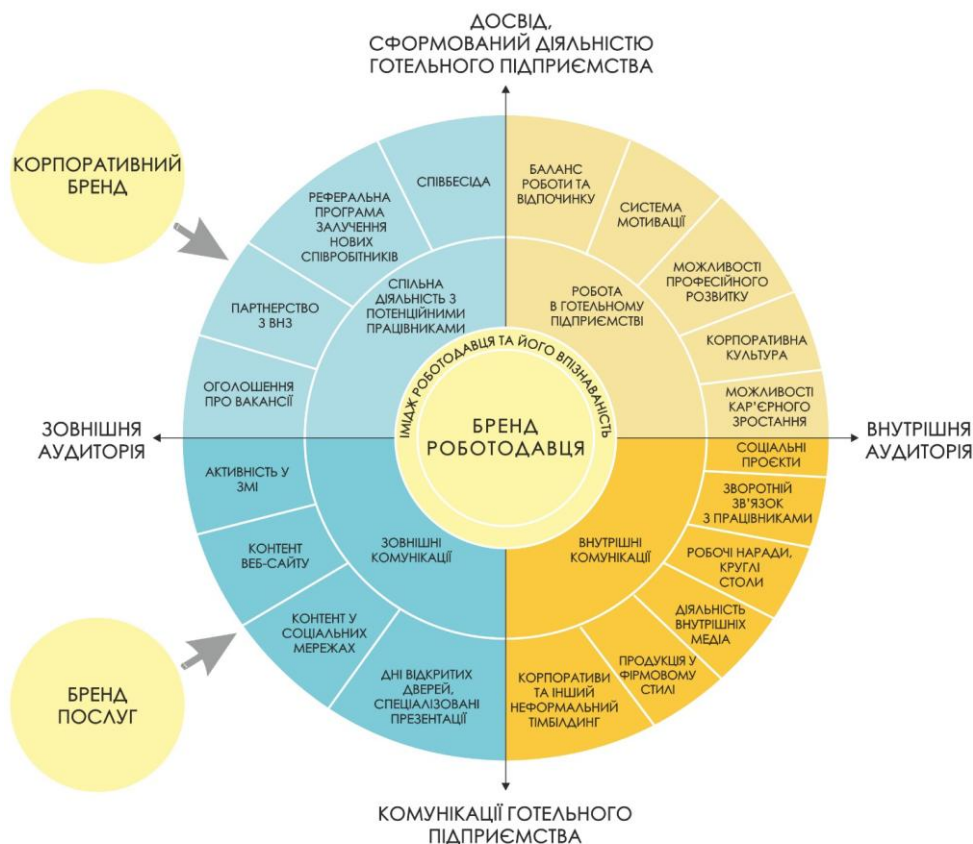 ДОСВІД,
СФОРМОВАНИЙ ДІЯЛЬНІСТЮ
ГОТЕЛЬНОГО ПІДПРИЄМСТВА
КОРПОРАТИВНИЙ
БРЕНД
СПІВБЕСІДА
РЕФЕРАЛЬНА
ПРОГРАМА
ЗАЛУЧЕННЯ
НОВИХ
СПІВРОБІТНИКІВ
ПАРТНЕРСТВО
З ВНЗ
ОГОЛОШЕННЯ
ПРО ВАКАНСІЇ
СПІЛЬНА
ДІЯЛЬНІСТЬ З
ПОТЕНЦІЙНИМИ
ПРАЦІВНИКАМИ
БАЛАНС
РОБОТИ ТА
ВІДПОЧИНКУ
СИСТЕМА
МОТИВАЦІЇ
МОЖЛИВОСТІ
ПРОФЕСІЙНОГО
РОЗВИТКУ
КОРПОРАТИВНА
КУЛЬТУРА
МОЖЛИВОСТІ
КАР’ЄРНОГО
ЗРОСТАННЯ
РОБОТА
В ГОТЕЛЬНОМУ
ПІДПРИЄМСТВІ
ІМІДЖ РОБОТОДАВЦЯ ТА ЙОГО ВПІЗНАВАНІСТЬ
БРЕНД
РОБОТОДАВЦЯ
ЗОВНІШНЯ
АУДИТОРІЯ
ВНУТРІШНЯ
АУДИТОРІЯ
АКТИВНІСТЬ У
ЗМІ
КОНТЕНТ
ВЕБ-САЙТУ
КОНТЕНТ У
СОЦІАЛЬНИХ
МЕРЕЖАХ
ДНІ ВІДКРИТИХ
ДВЕРЕЙ,
СПЕЦІАЛІЗОВАНІ
ПРЕЗЕНТАЦІЇ
ЗОВНІШНІ
КОМУНІКАЦІЇ
ВНУТРІШНІ
КОМУНІКАЦІЇ
СОЦІАЛЬНІ
ПРОЄКТИ
ЗВОРОТНІЙ
ЗВ’ЯЗОК
З ПРАЦІВНИКАМИ
РОБОЧІ НАРАДИ,
КРУГЛІ
СТОЛИ
ДІЯЛЬНІСТЬ
ВНУТРІШНІХ
МЕДІА
ПРОДУКЦІЯ У
ФІРМОВОМУ
СТИЛІ
КОРПОРАТИВИ
ТА ІНШИЙ
НЕФОРМАЛЬНИЙ
ТІМБІЛДИНГ
БРЕНД
ПОСЛУГ
КОМУНІКАЦІЇ ГОТЕЛЬНОГО
ПІДПРИЄМСТВА